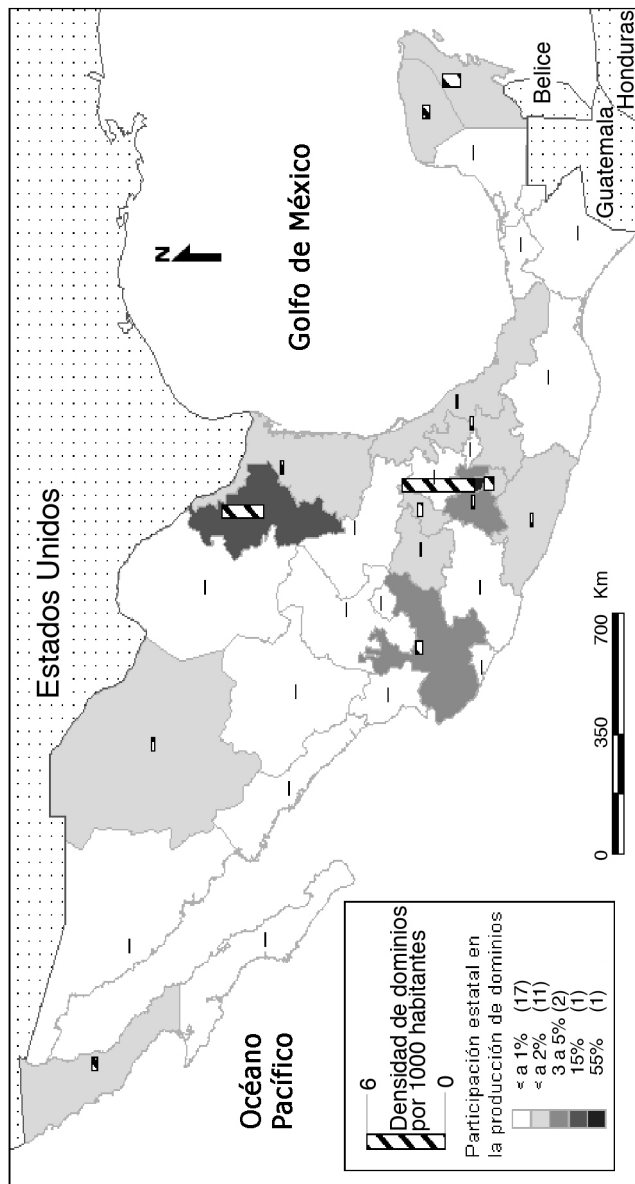 Estados Unidos
N
Golfo de México
Océano
Pacífico
Belice
Guatemala
Honduras
6
Densidad de dominios
por 1000 habitantes
0
Participación estatal en
la producción de dominios
< a 1% (17)
< a 2% (11)
3 a 5% (2)
15% (1)
55% (1)
0 350 700 Km